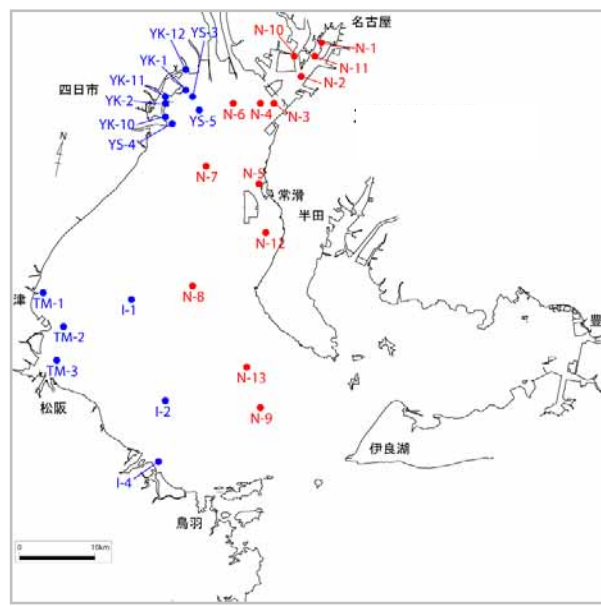 名古屋
N-10
N-1
YK-12
YS-3
YK-1
N-11
N-2
四日市
YK-11
YK-2
YK-10
YS-4
YS-5
N-6
N-4
N-3
N
N-7
N-5
常滑
半田
N-12
津
TM-1
I-1
N-8
TM-2
豊
TM-3
松阪
N-13
I-2
N-9
伊良湖
I-4
鳥羽
0
10km